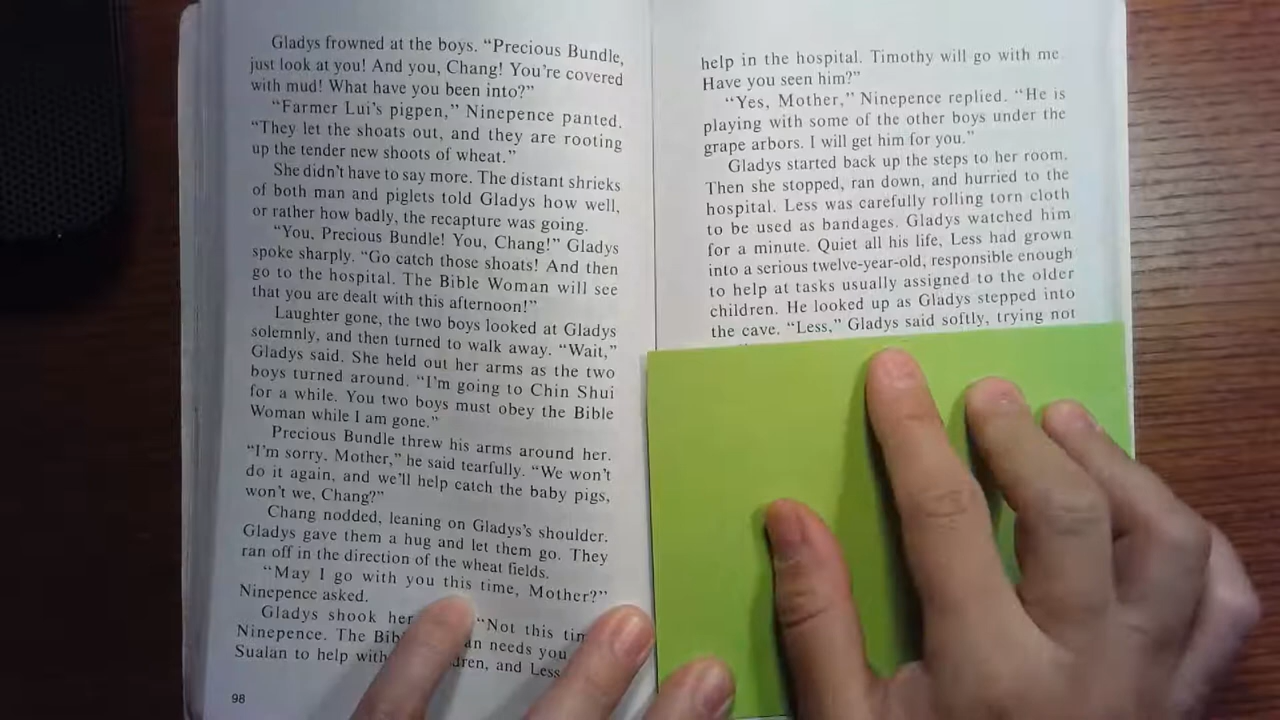 Gladys frowned at the boys. “Precious Bundle,
just look at you! And you, Chang! You’re covered
with mud! What have you been into?”
“Farmer Lui’s pigpen,” Ninepence panted.
“They let the shoats out, and they are rooting
up the tender new shoots of wheat.”
She didn’t have to say more. The distant shrieks
of both man and piglets told Gladys how well,
or rather how badly, the recapture was going.
“You, Precious Bundle! You, Chang!” Gladys
spoke sharply. “Go catch those shoats! And then
go to the hospital. The Bible Woman will see
that you are dealt with this afternoon!”
Laughter gone, the two boys looked at Gladys
solemnly, and then turned to walk away. “Wait,”
Gladys said. She held out her arms as the two
boys turned around. “I’m going to Chin Shui
for a while. You two boys must obey the Bible
Woman while I am gone.”
Precious Bundle threw his arms around her.
“I’m sorry, Mother,” he said tearfully. “We won’t
do it again, and we’ll help catch the baby pigs,
won’t we, Chang?”
Chang nodded, leaning on Gladys’s shoulder.
Gladys gave them a hug and let them go. They
ran off in the direction of the wheat fields.
“May I go with you this time, Mother?”
Ninepence asked.
Gladys shook her “Not this
Ninepence. The needs you
Sualan to help with and Less
98
help in the hospital. Timothy will go with me.
Have you seen him?”
“Yes, Mother,” Ninepence replied. “He is
playing with some of the other boys under the
grape arbors. I will get him for you.”
Gladys started back up the steps to her room.
Then she stopped, ran down, and hurried to the
hospital. Less was carefully rolling torn cloth
to be used as bandages. Gladys watched him
for a minute. Quiet all his life, Less had grown
into a serious twelve-year-old, responsible enough
to help at tasks usually assigned to the older
children. He looked up as Gladys stepped into
the cave. “Less,” Gladys said softly, trying not